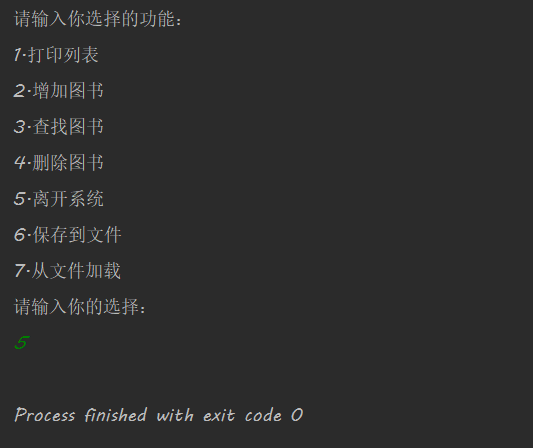 请输入你选择的功能：
1.打印列表
2.增加图书
3.查找图书
4.删除图书
5.离开系统
6.保存到文件
7.从文件加载
请输入你的选择：
5
Process finished with exit code 0